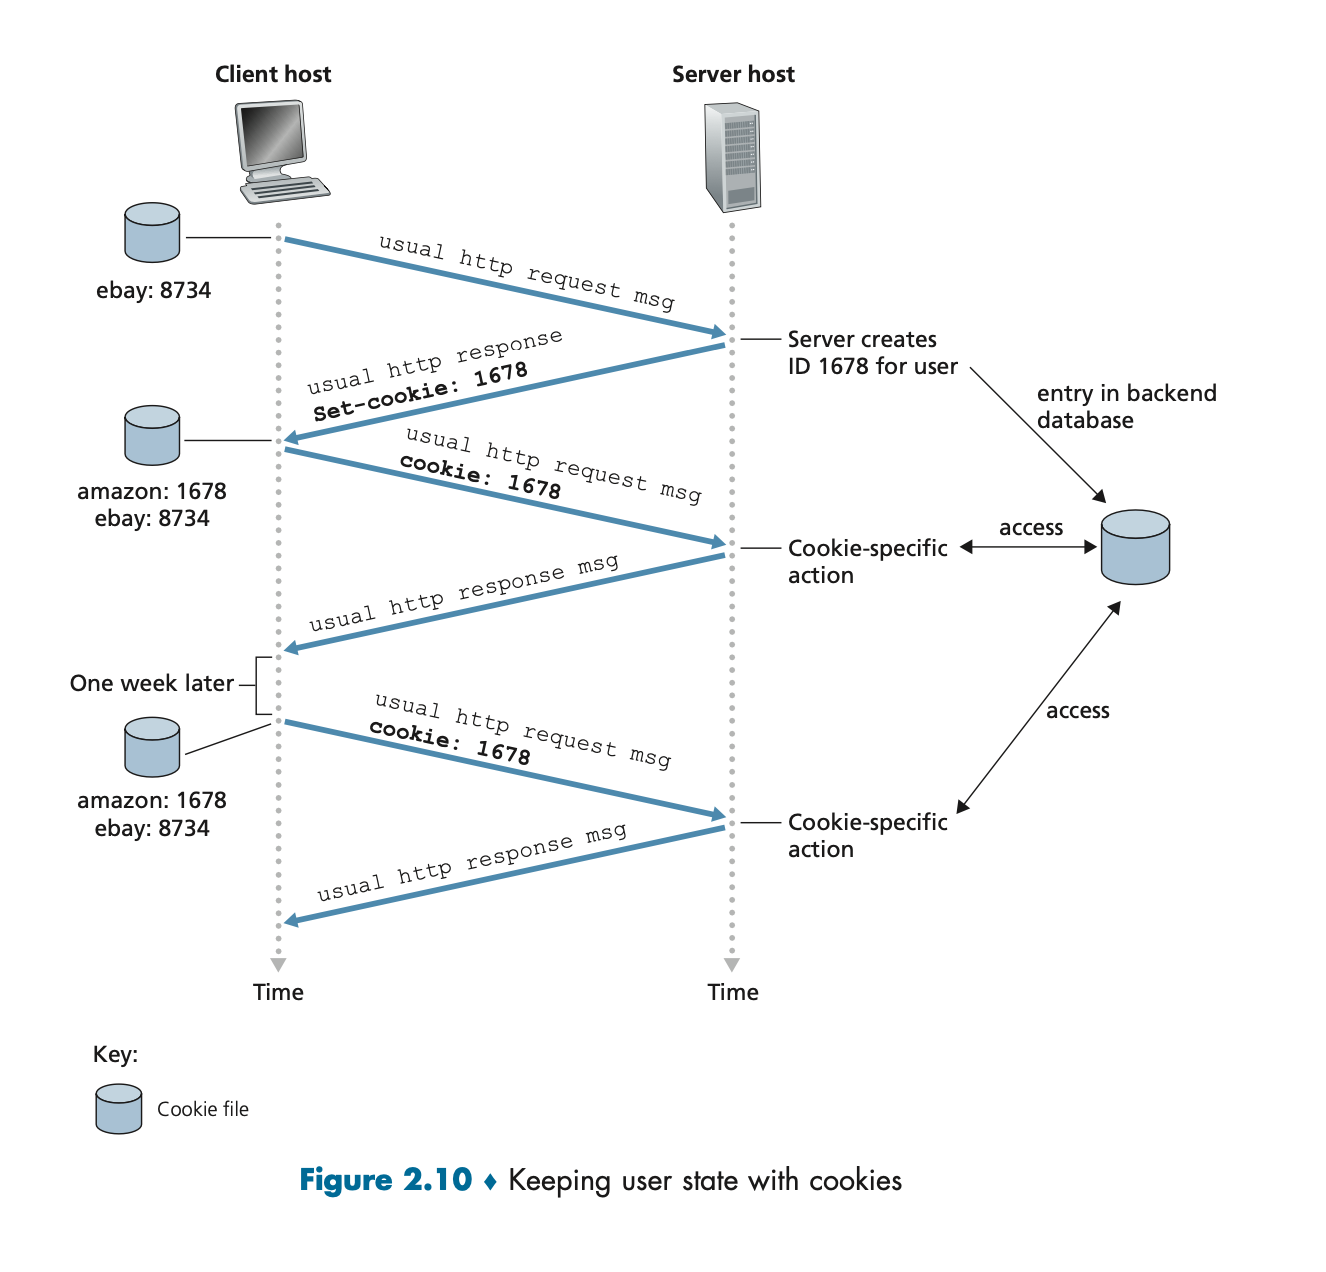 Client host
Server host
ebay: 8734
usual http request msg
Server creates
ID 1678 for user
entry in backend
database
usual http response
Set-cookie: 1678
amazon: 1678
ebay: 8734
usual http request msg
cookie: 1678
access
Cookie-specific
action
usual http response msg
One week later
usual http request msg
cookie: 1678
access
amazon: 1678
ebay: 8734
Cookie-specific
action
usual http response msg
Time
Time
Key:
Cookie file
Figure 2.10 ♦ Keeping user state with cookies